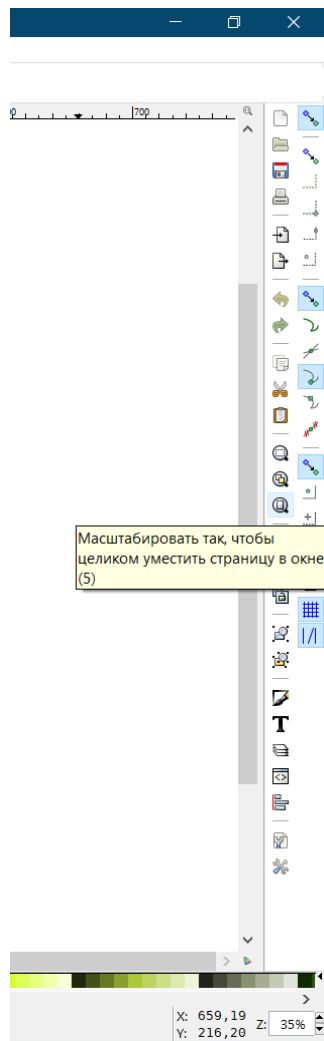 700
Масштабировать так, чтобы
целиком уместить страницу в окне
(5)
T
X: 659,19
Y: 216,20
Z: 35%